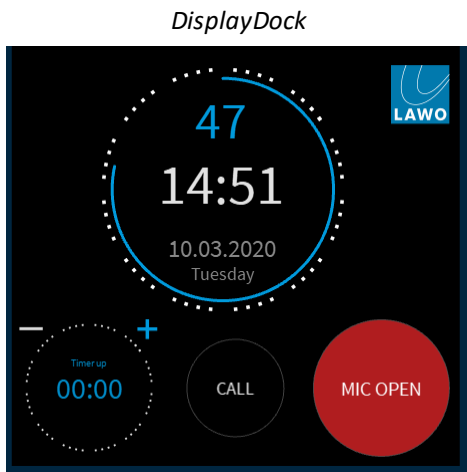 DisplayDock
47
LAWO
14:51
10.03.2020
Tuesday
− +
Timer up
00:00
CALL
MIC OPEN